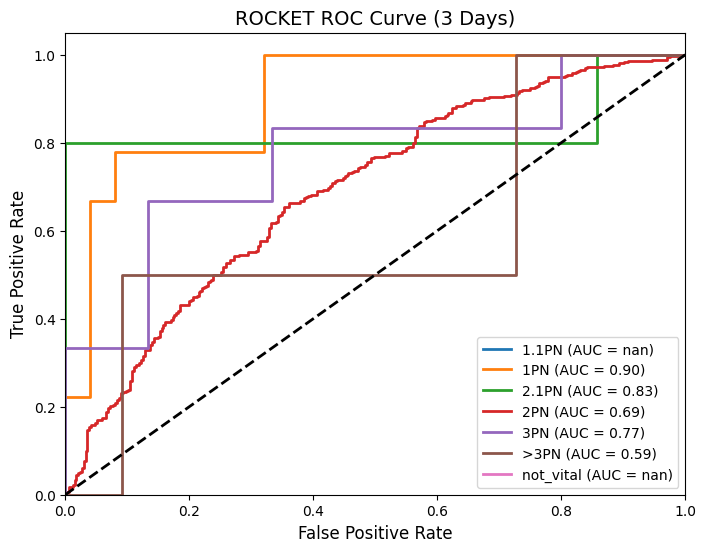 ROCKET ROC Curve (3 Days)
True Positive Rate
1.0
0.8
0.6
0.4
0.2
0.0
1.1PN (AUC = nan)
1PN (AUC = 0.90)
2.1PN (AUC = 0.83)
2PN (AUC = 0.69)
3PN (AUC = 0.77)
>3PN (AUC = 0.59)
not_vital (AUC = nan)
0.0 0.2 0.4 0.6 0.8 1.0
False Positive Rate